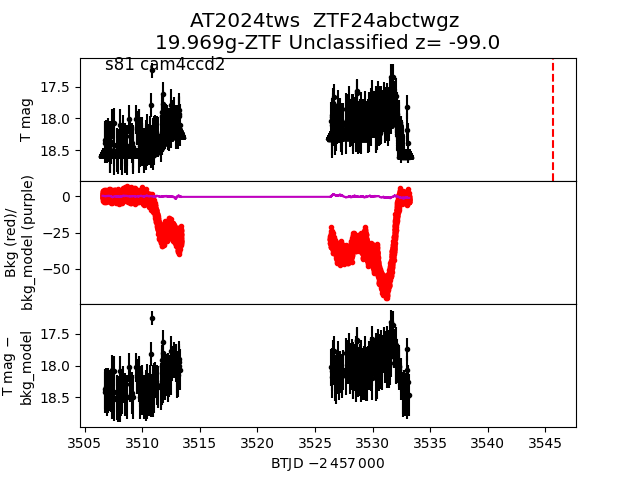 AT2024tws  ZTF24abctwgz
19.969g-ZTF Unclassified z= -99.0
s81 cam4ccd2
17.5
18.0
18.5
T mag
0
−25
−50
Bkg (red)/
bkg_model (purple)
17.5
18.0
18.5
T mag −
bkg_model
3505 3510 3515 3520 3525 3530 3535 3540 3545
BTJD −2 457 000